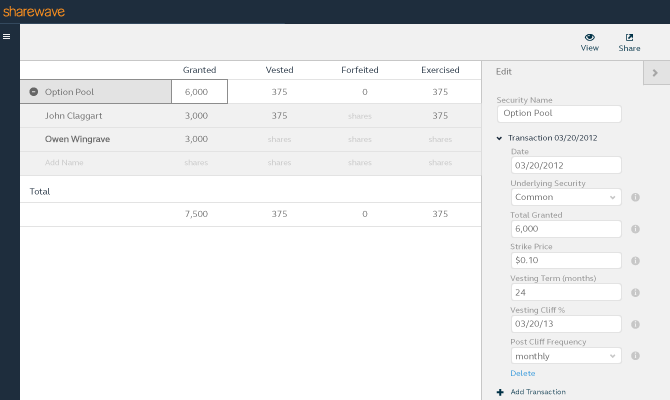 sharewave
View Share
Granted Vested Forfeited Exercised
Option Pool 6,000 375 0 375
John Claggart 3,000 375 shares 375
Owen Wingrave 3,000 shares shares shares
Add Name shares shares shares shares
Total
7,500 375 0 375
Edit
Security Name
Option Pool
Transaction 03/20/2012
Date
03/20/2012
Underlying Security
Common
Total Granted
6,000
Strike Price
$0.10
Vesting Term (months)
24
Vesting Cliff %
03/20/13
Post Cliff Frequency
monthly
Delete
Add Transaction